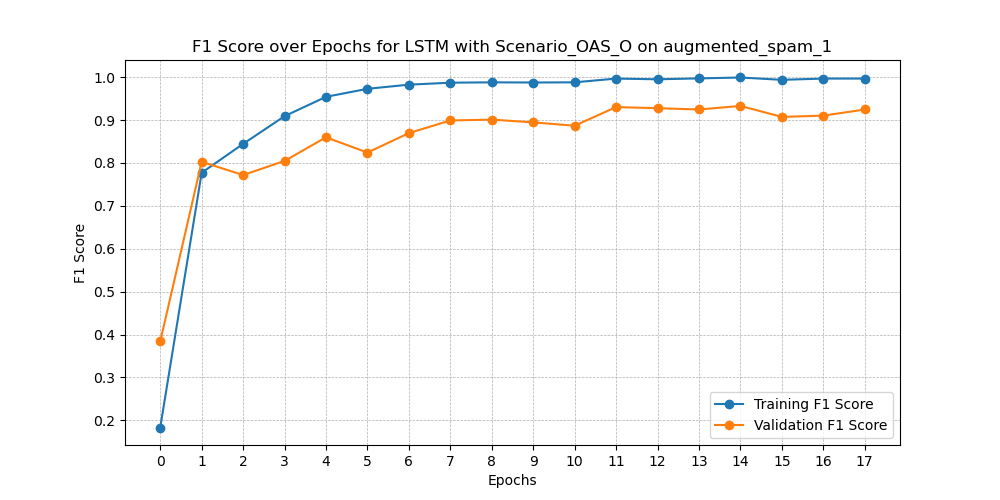 F1 Score over Epochs for LSTM with Scenario_OAS_O on augmented_spam_1
F1 Score
1.0
0.9
0.8
0.7
0.6
0.5
0.4
0.3
0.2
Training F1 Score
Validation F1 Score
0 1 2 3 4 5 6 7 8 9 10 11 12 13 14 15 16 17
Epochs